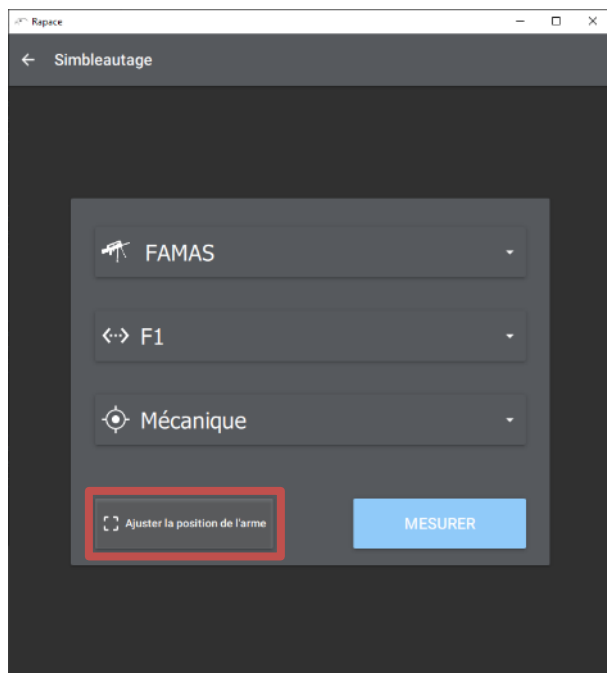 Rapace
Simbleautage
FAMAS
F1
Mécanique
Ajuster la position de l'arme
MESURER